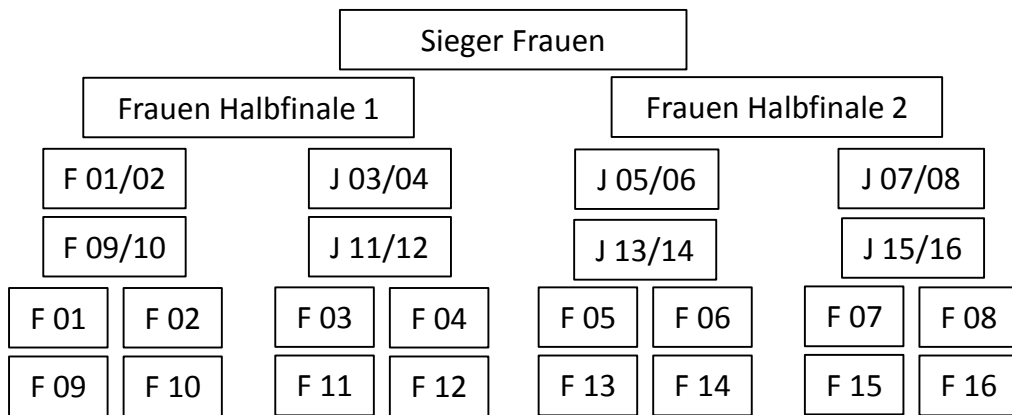 Sieger Frauen
Frauen Halbfinale 1 Frauen Halbfinale 2
F 01/02 J 03/04 J 05/06 J 07/08
F 09/10 J 11/12 J 13/14 J 15/16
F 01 F 02 F 03 F 04 F 05 F 06 F 07 F 08
F 09 F 10 F 11 F 12 F 13 F 14 F 15 F 16